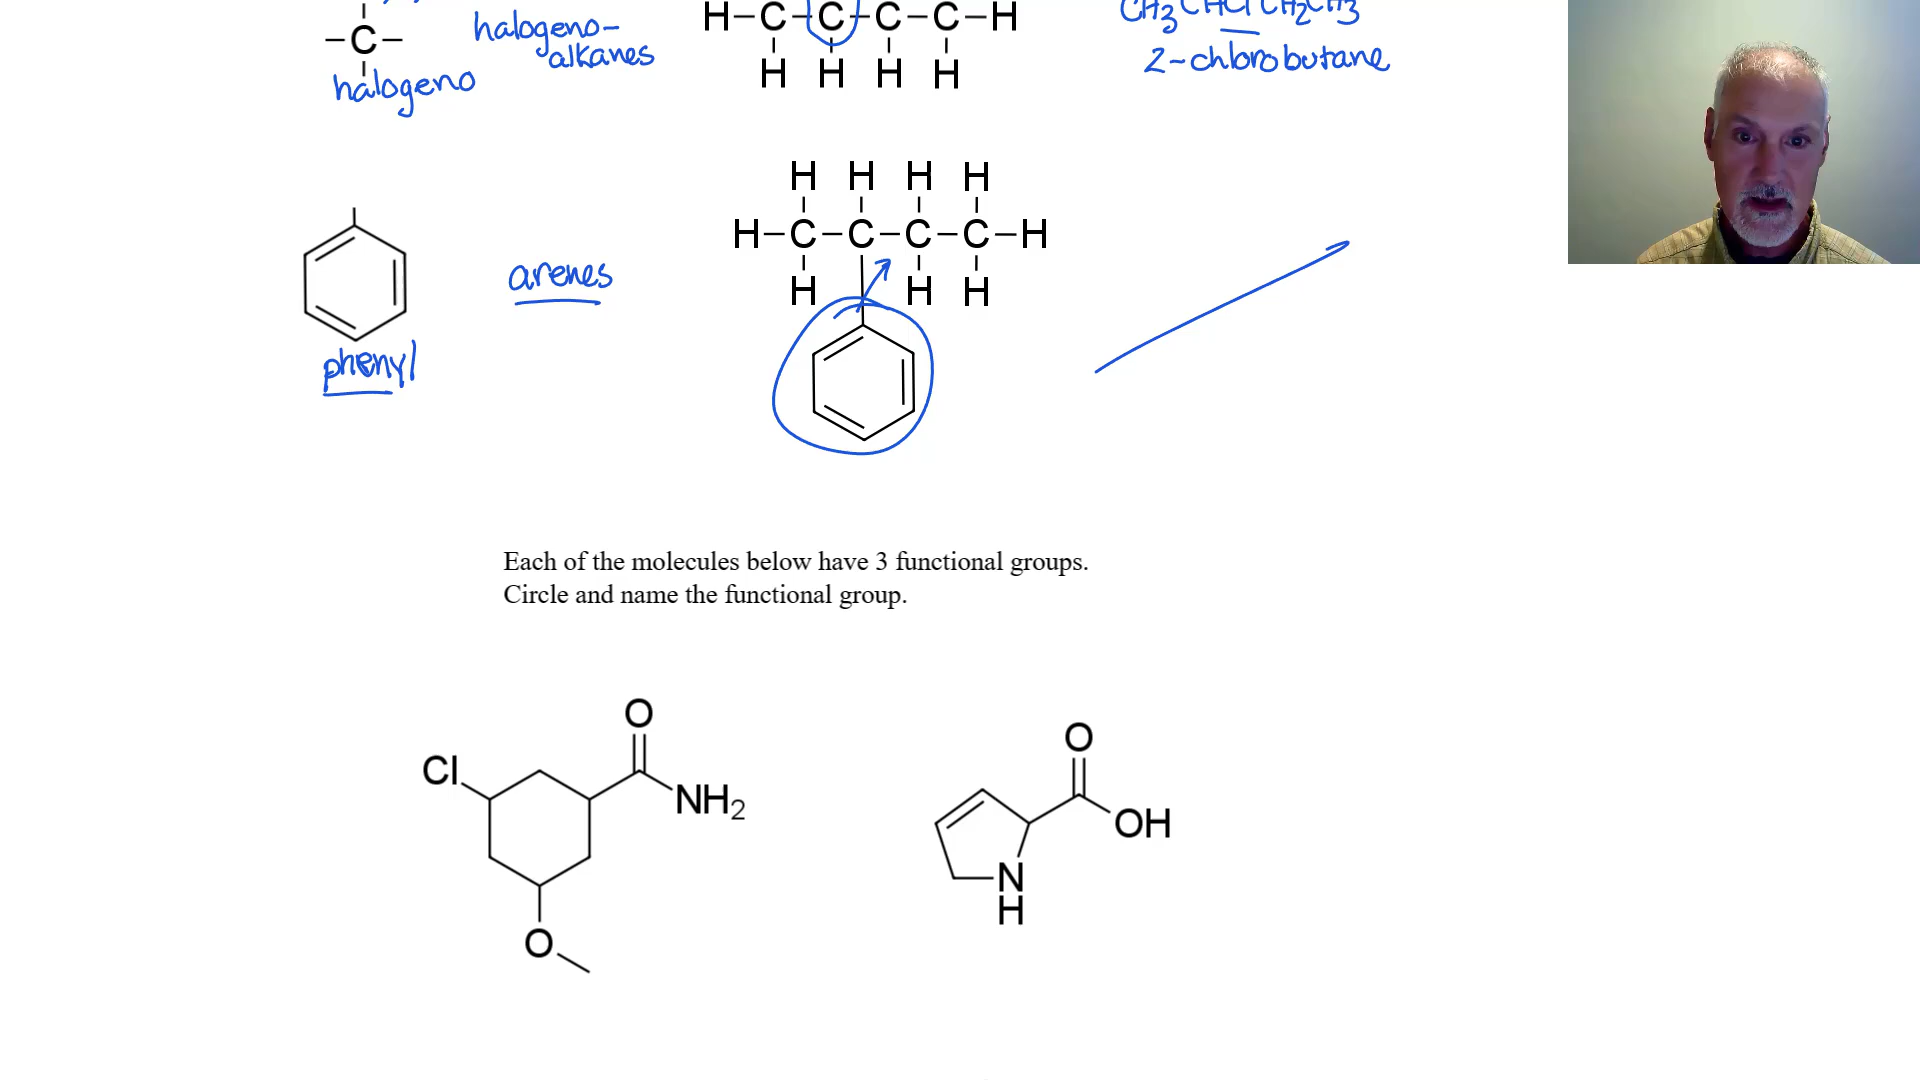 H–C–C–C–C–H
–C–
halogeno-
alkanes
halogeno
H H H H
CH3CHClCH2CH3
2-chlorobutane
H H H H
H–C–C–C–C–H
H H H
arenes
phenyl
Each of the molecules below have 3 functional groups.
Circle and name the functional group.
O
Cl
NH2
O
O
OH
N
H